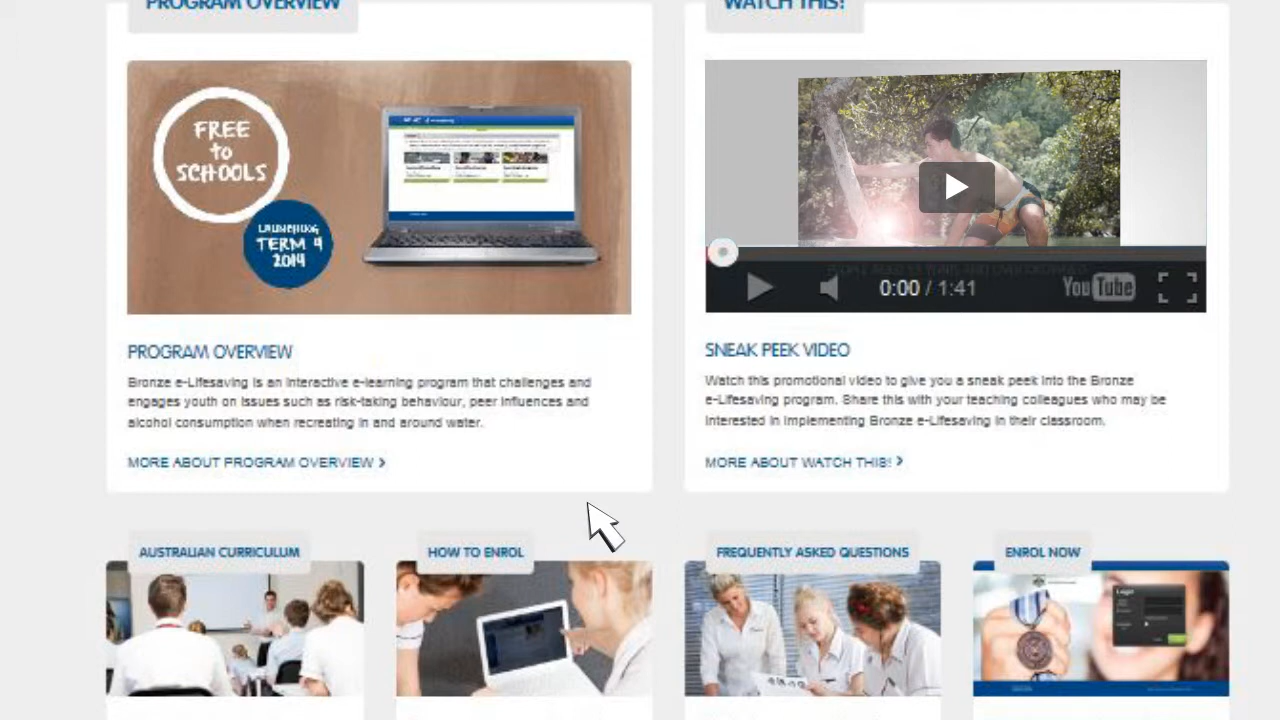 PROGRAM OVERVIEW
WATCH THIS!
FREE
to
SCHOOLS
LAUNCHING
TERM 4
2014
0:00 / 1:41
YouTube
PROGRAM OVERVIEW
Bronze e-Lifesaving is an interactive e-learning program that challenges and
engages youth on issues such as risk-taking behaviour, peer influences and
alcohol consumption when recreating in and around water.
MORE ABOUT PROGRAM OVERVIEW >
SNEAK PEEK VIDEO
Watch this promotional video to give you a sneak peek into the Bronze
e-Lifesaving program. Share this with your teaching colleagues who may be
interested in implementing Bronze e-Lifesaving in their classroom.
MORE ABOUT WATCH THIS! >
AUSTRALIAN CURRICULUM
HOW TO ENROL
FREQUENTLY ASKED QUESTIONS
ENROL NOW
Login